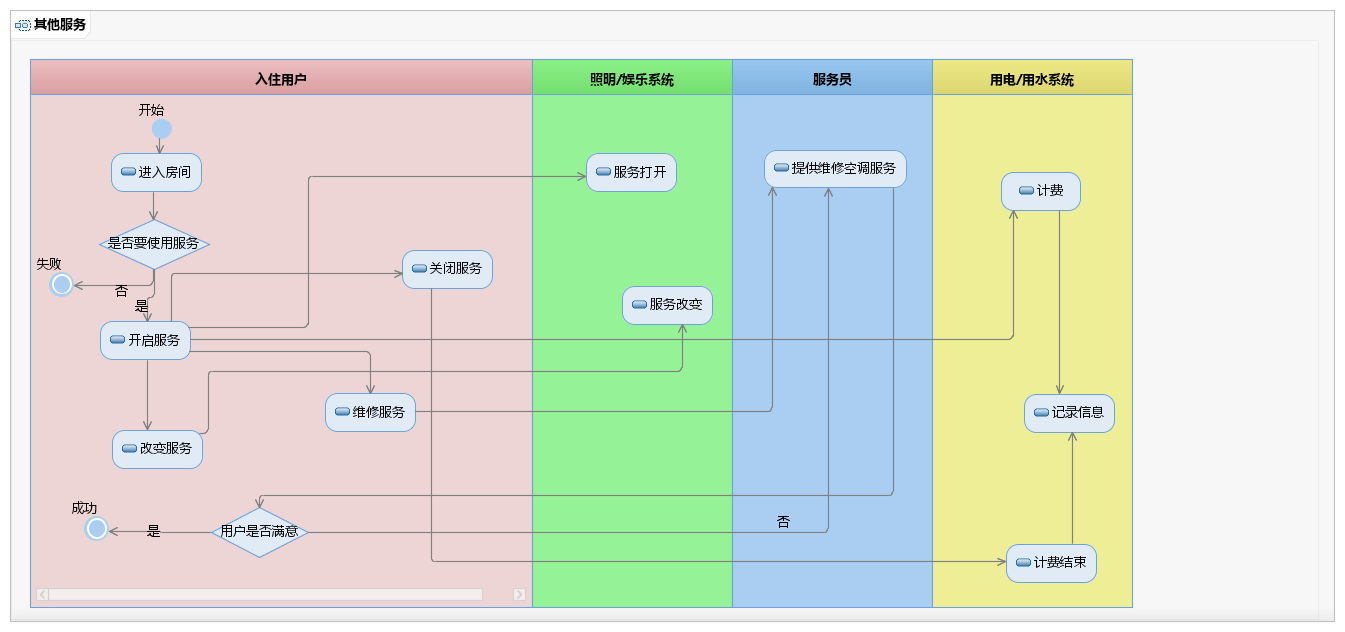 其他服务
入住用户
照明/娱乐系统
服务员
用电/用水系统
开始
进入房间
服务打开
提供维修空调服务
计费
是否要使用服务
失败
关闭服务
否
是
服务改变
开启服务
维修服务
记录信息
改变服务
成功
是
用户是否满意
否
计费结束